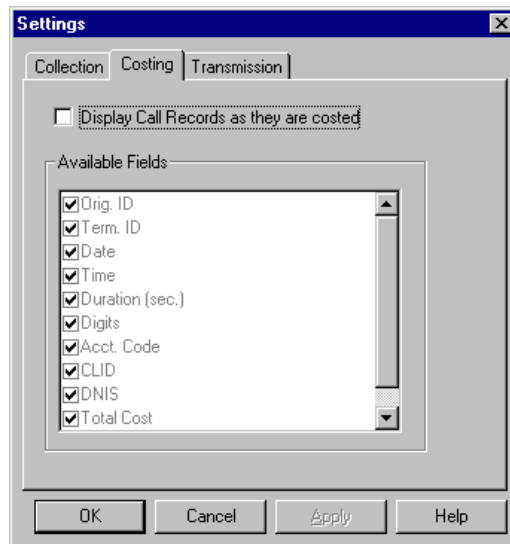 Settings
Collection Costing Transmission
Display Call Records as they are costed
Available Fields
Orig. ID
Term. ID
Date
Time
Duration (sec.)
Digits
Acct. Code
CLID
DNIS
Total Cost
OK Cancel Apply Help